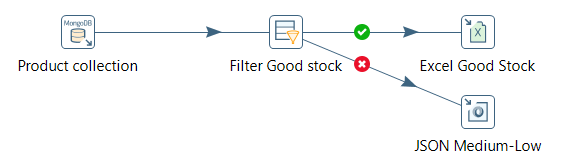 MongoDB
Product collection
Filter Good stock
Excel Good Stock
JSON Medium-Low